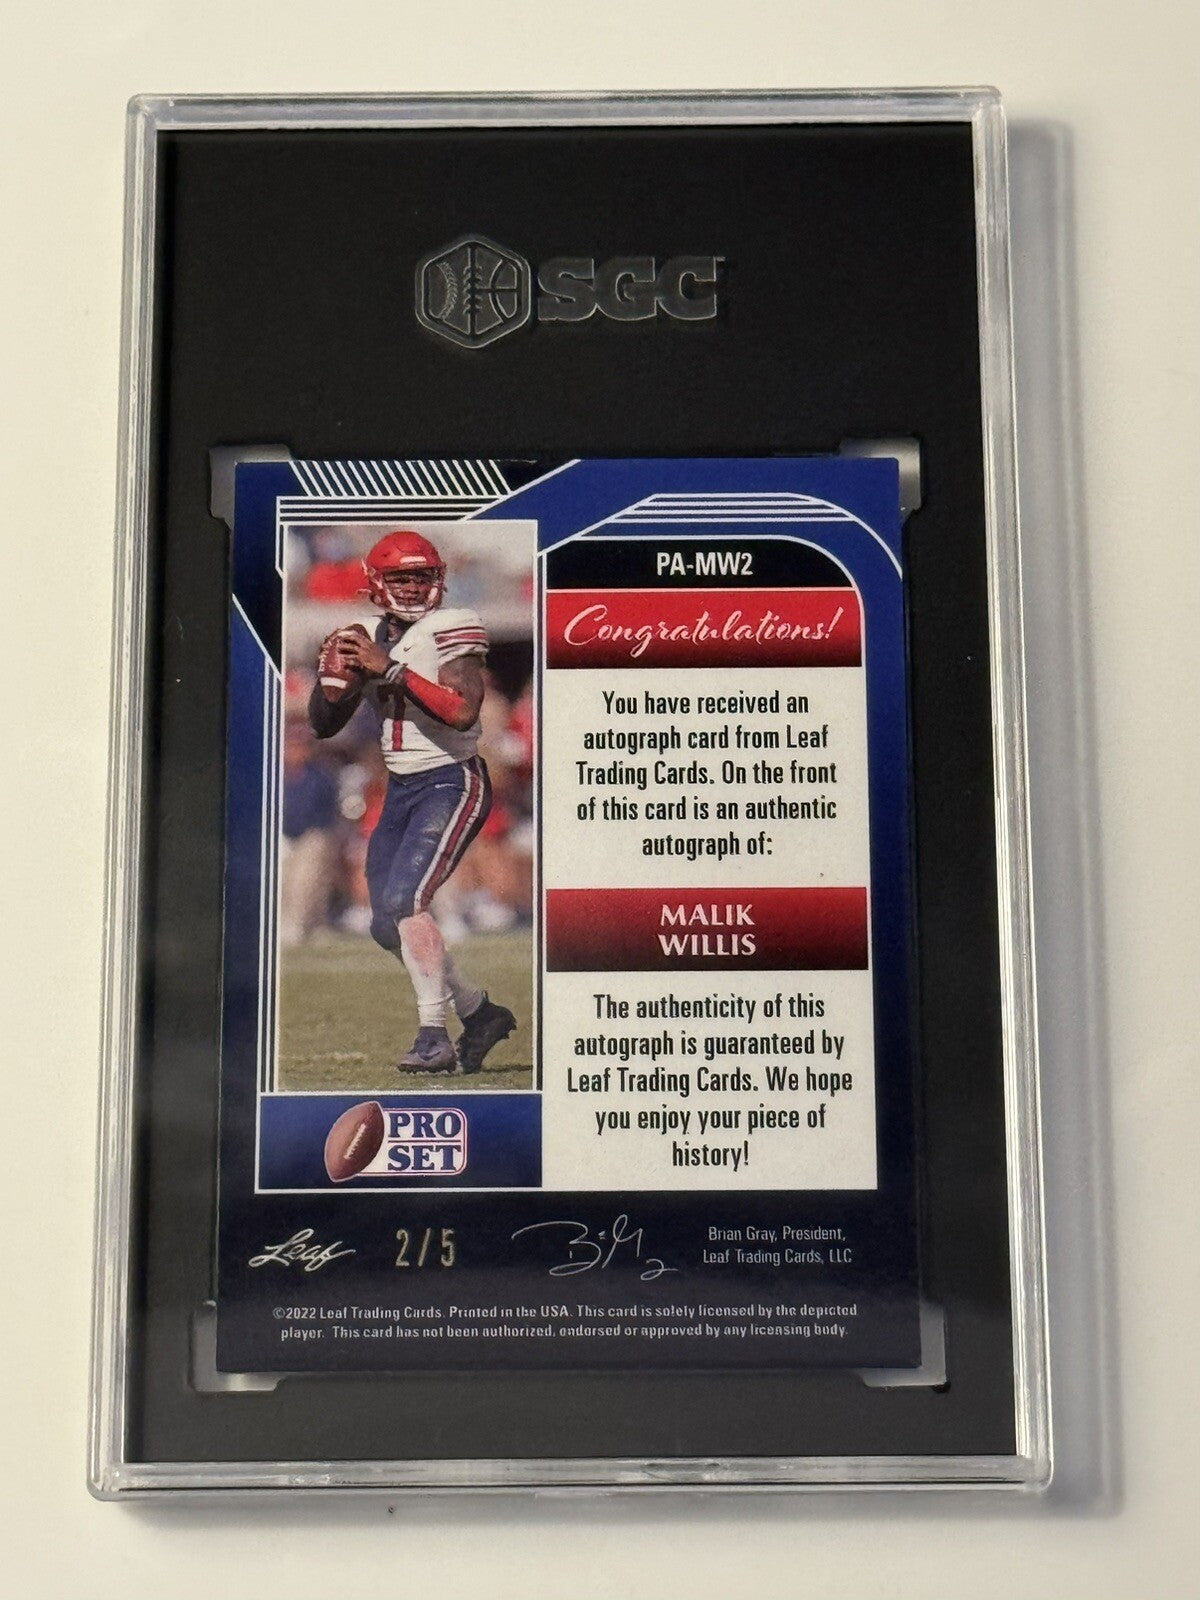 SGC
PA-MW2
Congratulations!
You have received an
autograph card from Leaf
Trading Cards. On the front
of this card is an authentic
autograph of:
MALIK
WILLIS
The authenticity of this
autograph is guaranteed by
Leaf Trading Cards. We hope
you enjoy your piece of
history!
7
PRO
SET
Leaf
2/5
Brian Gray, President,
Leaf Trading Cards, LLC
©2022 Leaf Trading Cards. Printed in the USA. This card is solely licensed by the depicted
player. This card has not been authorized, endorsed or approved by any licensing body.